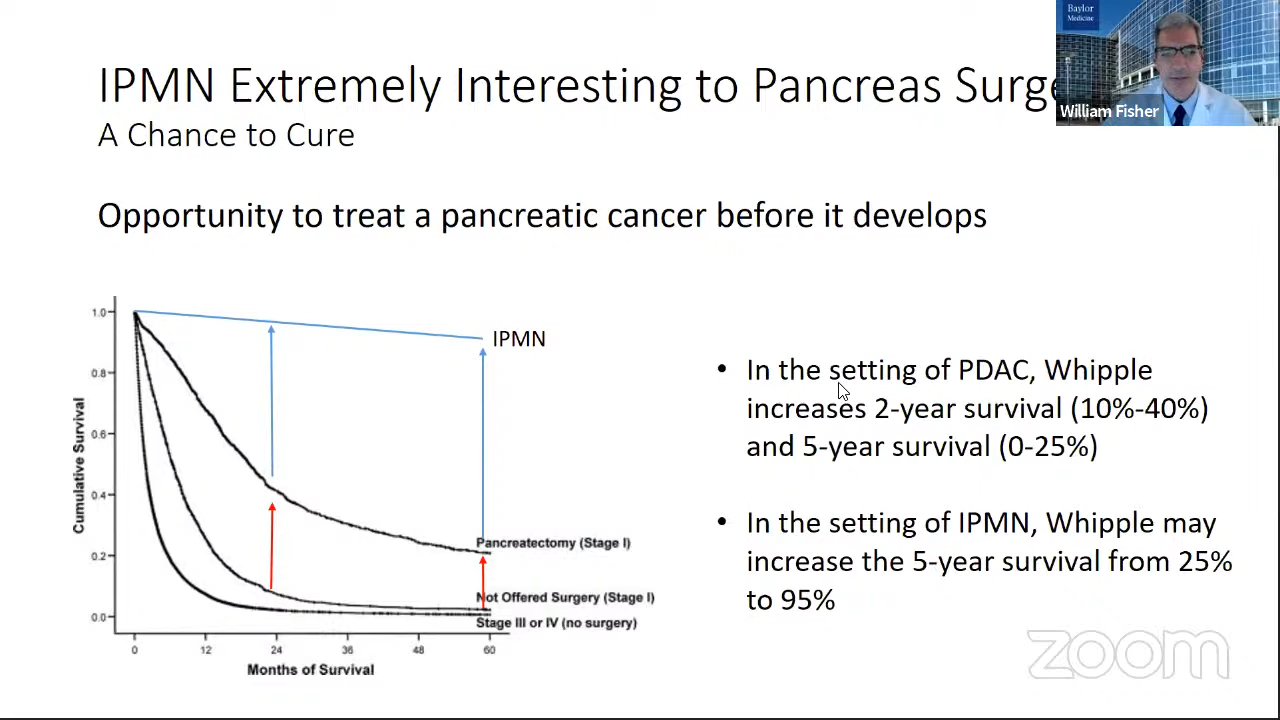 Baylor
Medicine
IPMN Extremely Interesting to Pancreas Surge
William Fisher
A Chance to Cure
Opportunity to treat a pancreatic cancer before it develops
1.0
0.8
0.6
0.4
0.2
0.0
Cumulative Survival
IPMN
Pancreatectomy (Stage I)
Not Offered Surgery (Stage I)
Stage III or IV (no surgery)
0 12 24 36 48 60
Months of Survival
• In the setting of PDAC, Whipple
increases 2-year survival (10%-40%)
and 5-year survival (0-25%)
• In the setting of IPMN, Whipple may
increase the 5-year survival from 25%
to 95%
zoom